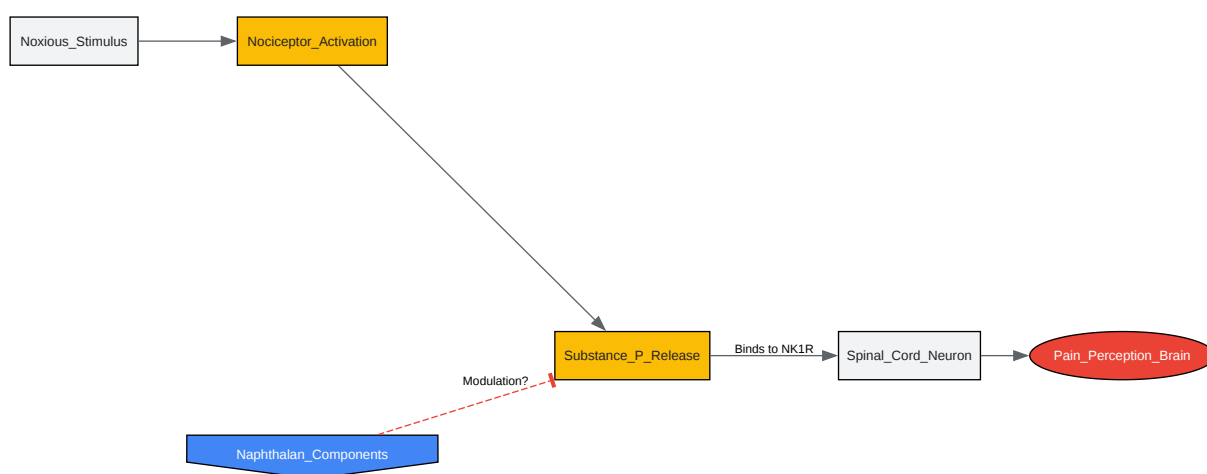 Noxious_Stimulus
Nociceptor_Activation
Substance_P_Release
Binds to NK1R
Spinal_Cord_Neuron
Pain_Perception_Brain
Modulation?
Naphthalan_Components